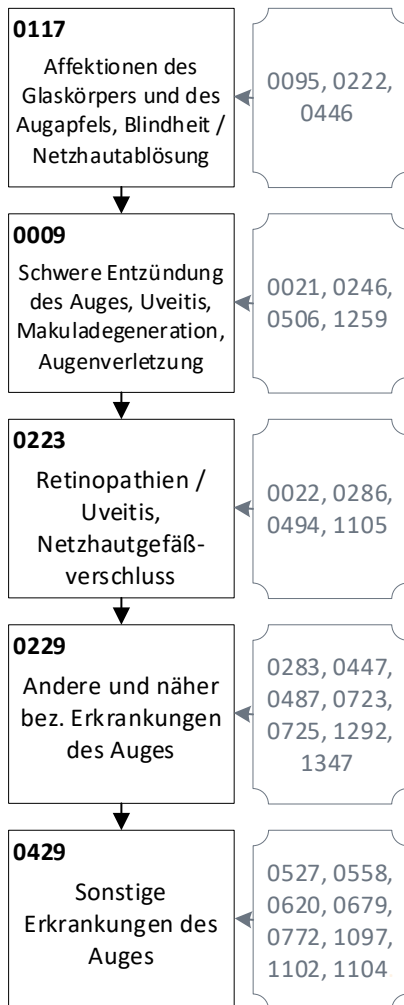 0117
Affektionen des
Glaskörpers und des
Augapfels, Blindheit /
Netzhautablösung
0095, 0222,
0446
0009
Schwere Entzündung
des Auges, Uveitis,
Makuladegeneration,
Augenverletzung
0021, 0246,
0506, 1259
0223
Retinopathien /
Uveitis,
Netzhautgefäß-
verschluss
0022, 0286,
0494, 1105
0229
Andere und näher
bez. Erkrankungen
des Auges
0283, 0447,
0487, 0723,
0725, 1292,
1347
0429
Sonstige
Erkrankungen des
Auges
0527, 0558,
0620, 0679,
0772, 1097,
1102, 1104